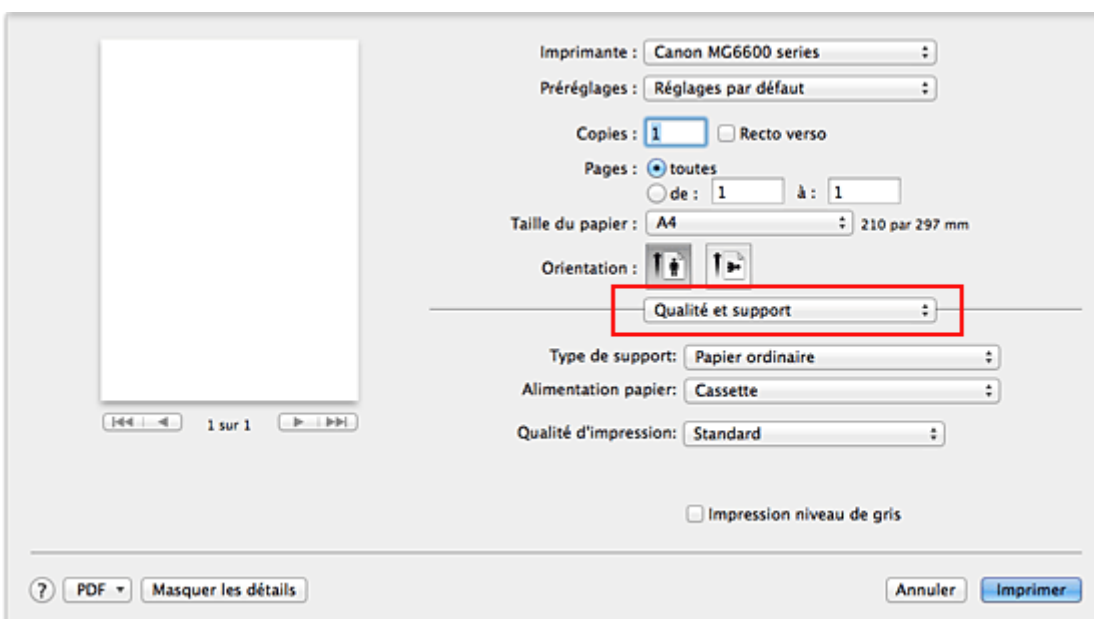 Imprimante : Canon MG6600 series
Préréglages : Réglages par défaut
Copies : 1 Recto verso
Pages : toutes
de : 1 à : 1
Taille du papier : A4 210 par 297 mm
Orientation :
Qualité et support
Type de support: Papier ordinaire
Alimentation papier: Cassette
1 sur 1
Qualité d'impression: Standard
Impression niveau de gris
? PDF Masquer les détails Annuler Imprimer